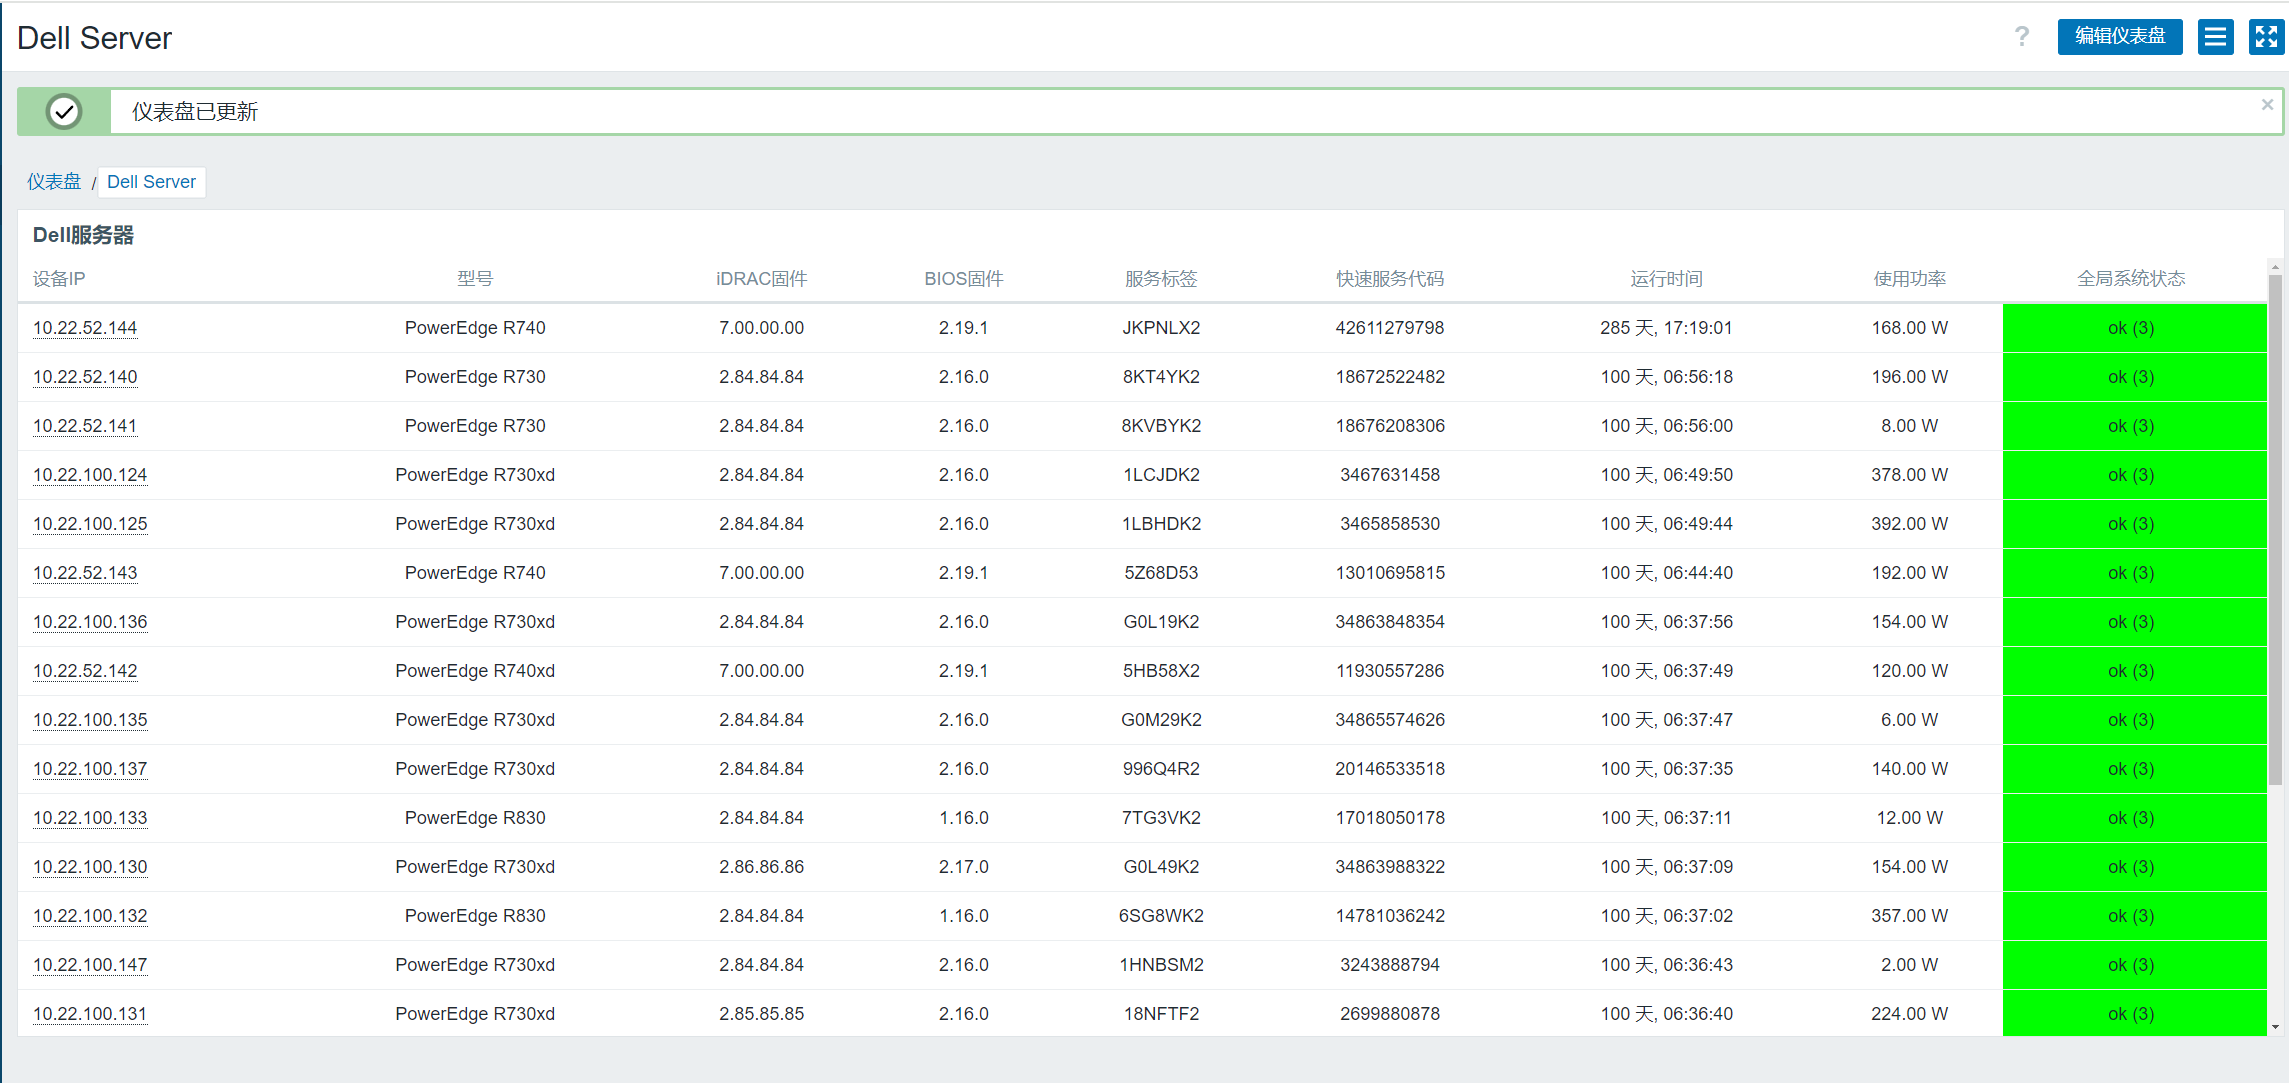 Dell Server
? 编辑仪表盘
仪表盘已更新
仪表盘 / Dell Server
Dell服务器
设备IP 型号 iDRAC固件 BIOS固件 服务标签 快速服务代码 运行时间 使用功率 全局系统状态
10.22.52.144 PowerEdge R740 7.00.00.00 2.19.1 JKPNLX2 42611279798 285 天, 17:19:01 168.00 W ok (3)
10.22.52.140 PowerEdge R730 2.84.84.84 2.16.0 8KT4YK2 18672522482 100 天, 06:56:18 196.00 W ok (3)
10.22.52.141 PowerEdge R730 2.84.84.84 2.16.0 8KVBYK2 18676208306 100 天, 06:56:00 8.00 W ok (3)
10.22.100.124 PowerEdge R730xd 2.84.84.84 2.16.0 1LCJDK2 3467631458 100 天, 06:49:50 378.00 W ok (3)
10.22.100.125 PowerEdge R730xd 2.84.84.84 2.16.0 1LBHDK2 3465858530 100 天, 06:49:44 392.00 W ok (3)
10.22.52.143 PowerEdge R740 7.00.00.00 2.19.1 5Z68D53 13010695815 100 天, 06:44:40 192.00 W ok (3)
10.22.100.136 PowerEdge R730xd 2.84.84.84 2.16.0 G0L19K2 34863848354 100 天, 06:37:56 154.00 W ok (3)
10.22.52.142 PowerEdge R740xd 7.00.00.00 2.19.1 5HB58X2 11930557286 100 天, 06:37:49 120.00 W ok (3)
10.22.100.135 PowerEdge R730xd 2.84.84.84 2.16.0 G0M29K2 34865574626 100 天, 06:37:47 6.00 W ok (3)
10.22.100.137 PowerEdge R730xd 2.84.84.84 2.16.0 996Q4R2 20146533518 100 天, 06:37:35 140.00 W ok (3)
10.22.100.133 PowerEdge R830 2.84.84.84 1.16.0 7TG3VK2 17018050178 100 天, 06:37:11 12.00 W ok (3)
10.22.100.130 PowerEdge R730xd 2.86.86.86 2.17.0 G0L49K2 34863988322 100 天, 06:37:09 154.00 W ok (3)
10.22.100.132 PowerEdge R830 2.84.84.84 1.16.0 6SG8WK2 14781036242 100 天, 06:37:02 357.00 W ok (3)
10.22.100.147 PowerEdge R730xd 2.84.84.84 2.16.0 1HNBSM2 3243888794 100 天, 06:36:43 2.00 W ok (3)
10.22.100.131 PowerEdge R730xd 2.85.85.85 2.16.0 18NFTF2 2699880878 100 天, 06:36:40 224.00 W ok (3)